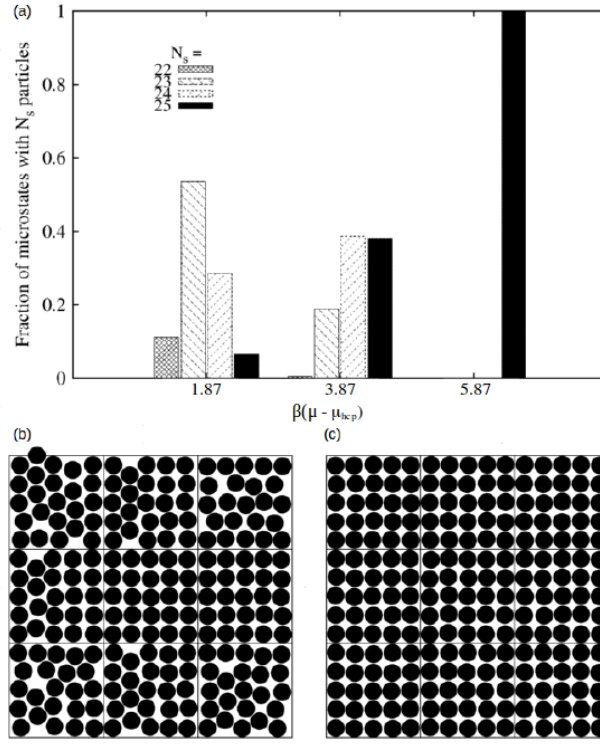 (a)
Fraction of microstates with Nₛ particles
1
0.8
0.6
0.4
0.2
0
Nₛ =
22
23
24
25
1.87 3.87 5.87
β(μ - μₕcₚ)
(b) (c)